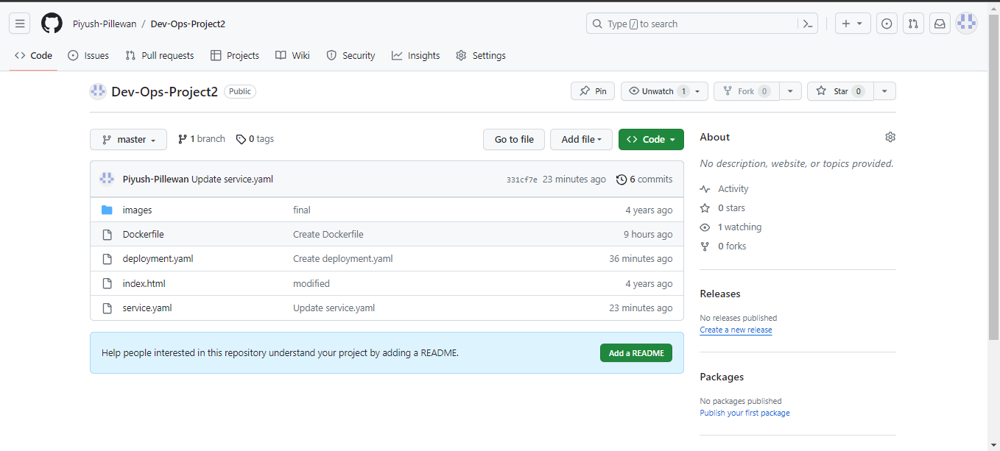 Piyush-Pillewan / Dev-Ops-Project2
Type / to search
Code Issues Pull requests Projects Wiki Security Insights Settings
Dev-Ops-Project2 Public
Pin Unwatch 1 Fork 0 Star 0
master 1 branch 0 tags Go to file Add file Code
Piyush-Pillewan Update service.yaml 331cf7e 23 minutes ago 6 commits
images final 4 years ago
Dockerfile Create Dockerfile 9 hours ago
deployment.yaml Create deployment.yaml 36 minutes ago
index.html modified 4 years ago
service.yaml Update service.yaml 23 minutes ago
Help people interested in this repository understand your project by adding a README. Add a README
About
No description, website, or topics provided.
Activity
0 stars
1 watching
0 forks
Releases
No releases published
Create a new release
Packages
No packages published
Publish your first package